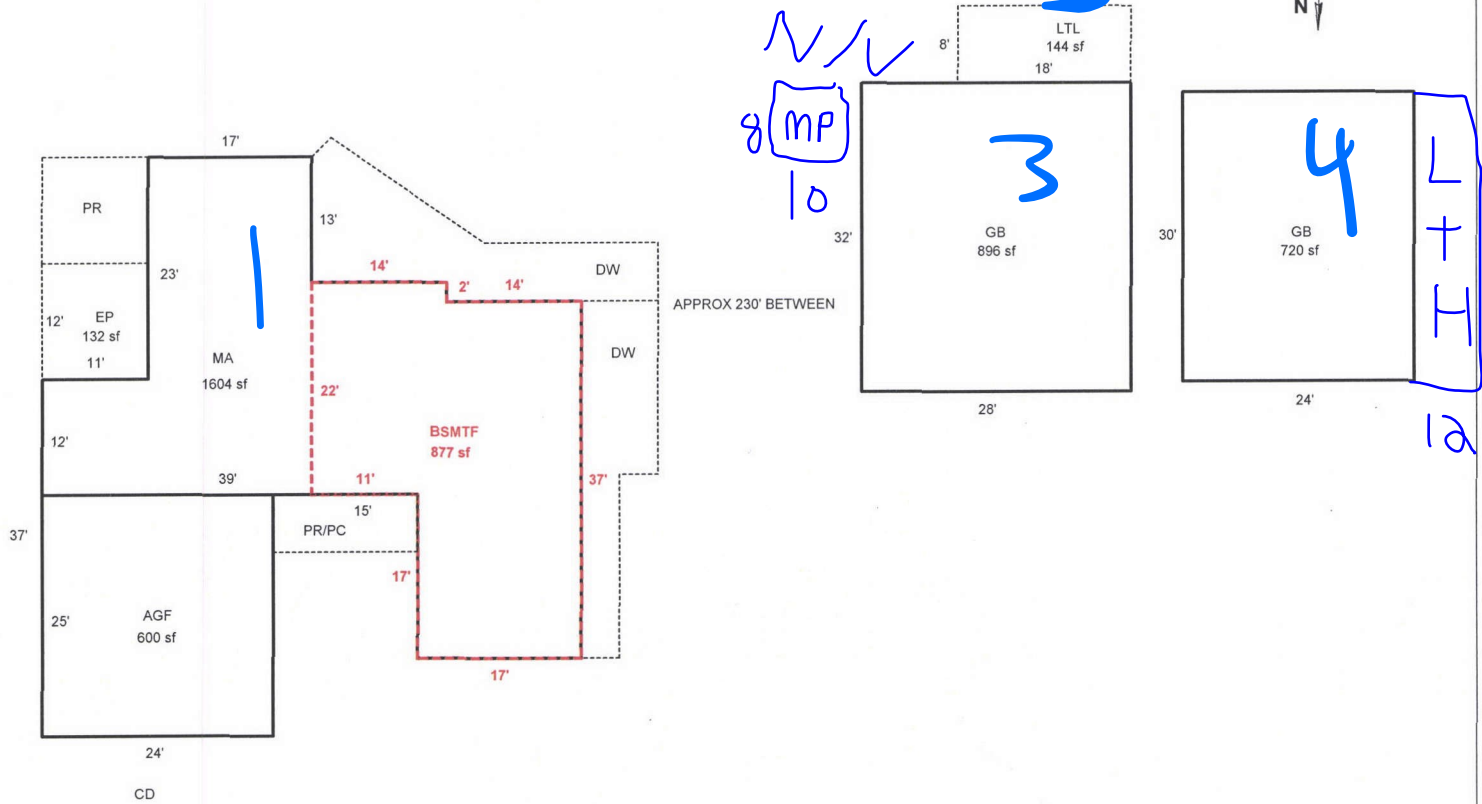 N
LTL
144 sf
8'
18'
N/V
8 MP
10
17'
PR
13'
23'
1
14'
2'
14'
DW
APPROX 230' BETWEEN
12'
EP
132 sf
11'
DW
MA
1604 sf
22'
BSMTF
877 sf
12'
39'
11'
37'
15'
PR/PC
37'
17'
25'
AGF
600 sf
17'
24'
CD
3
32'
GB
896 sf
28'
4
30'
GB
720 sf
24'
L
+
H
12